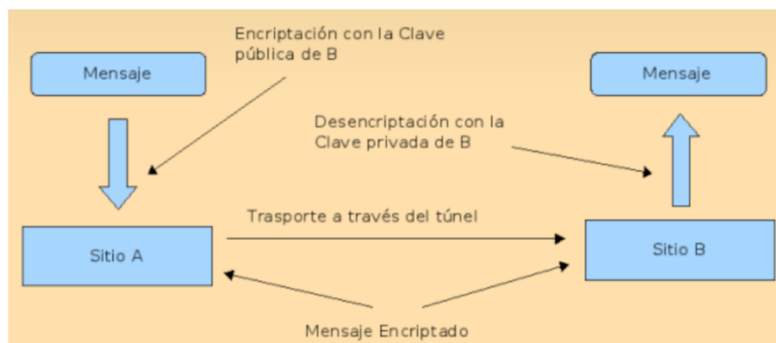 Encriptación con la Clave
pública de B
Mensaje
Mensaje
Desencriptación con la
Clave privada de B
Trasporte a través del túnel
Sitio A
Sitio B
Mensaje Encriptado